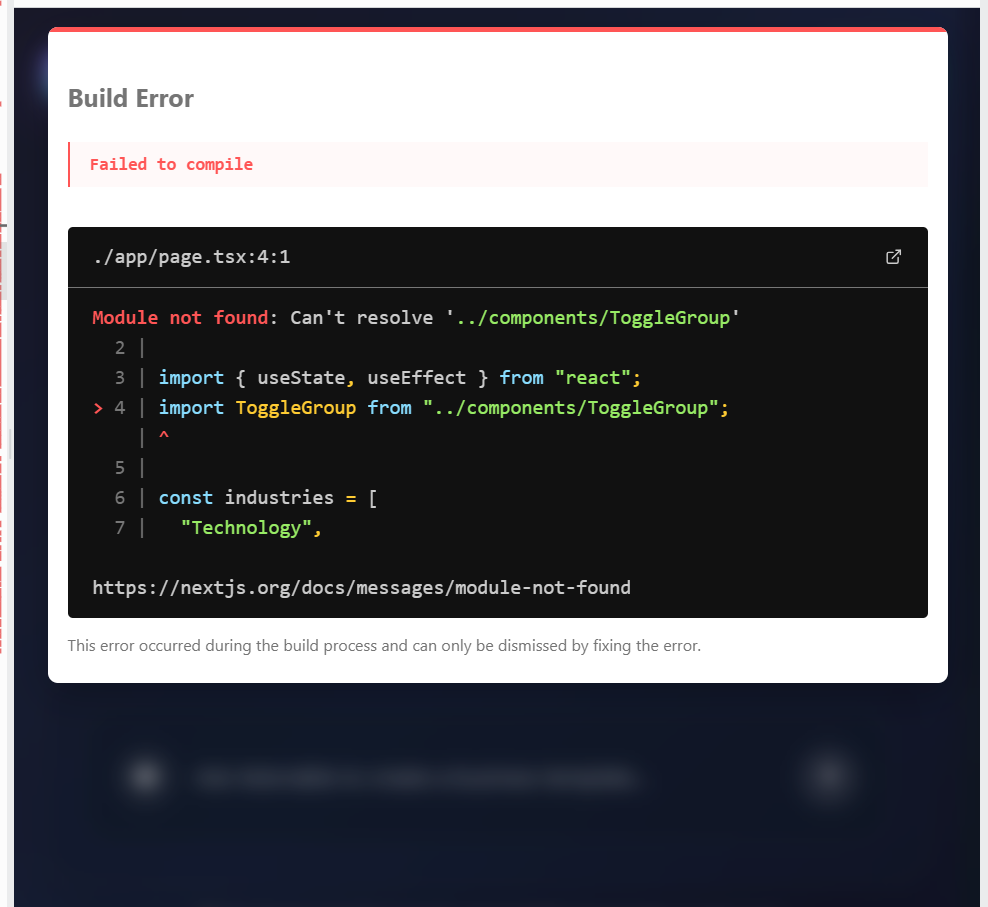 Build Error
Failed to compile
./app/page.tsx:4:1
Module not found: Can't resolve '../components/ToggleGroup'
2 |
3 | import { useState, useEffect } from "react";
> 4 | import ToggleGroup from "../components/ToggleGroup";
| ^
5 |
6 | const industries = [
7 |   "Technology",
https://nextjs.org/docs/messages/module-not-found
This error occurred during the build process and can only be dismissed by fixing the error.